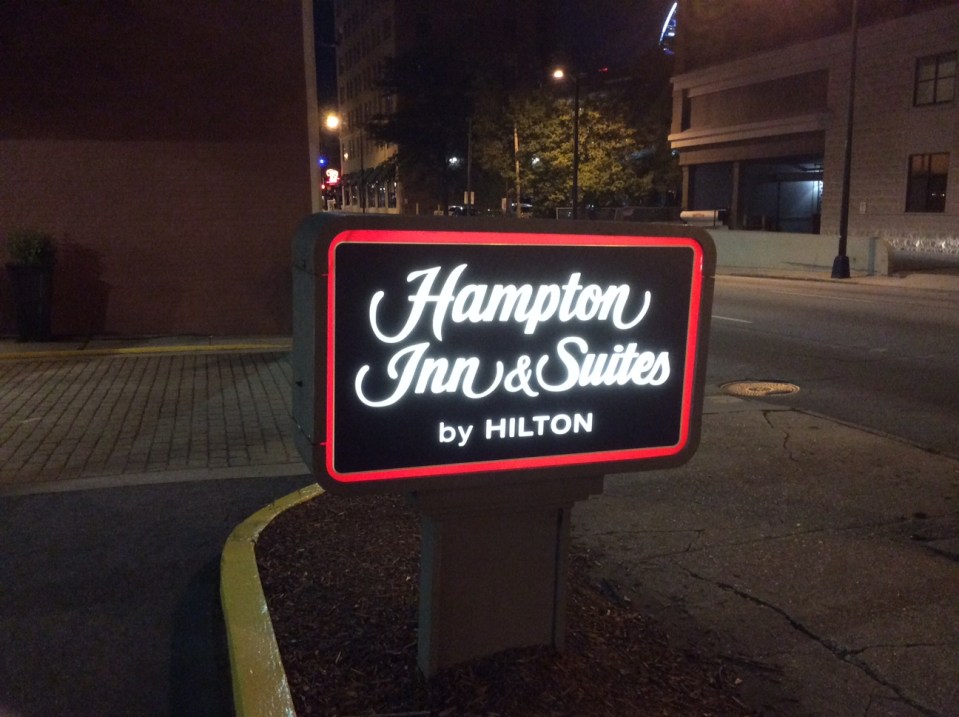 Hampton
Inn & Suites
by HILTON